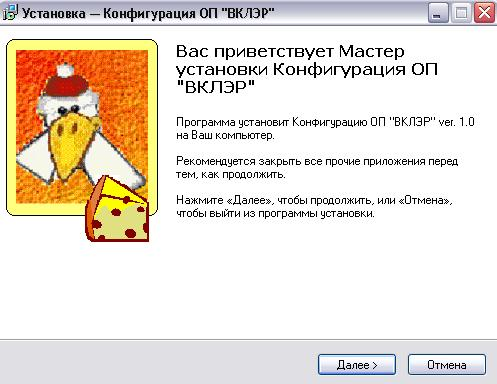 Установка — Конфигурация ОП "ВКЛЭР"
Вас приветствует Мастер
установки Конфигурация ОП
"ВКЛЭР"
Программа установит Конфигурацию ОП "ВКЛЭР" ver. 1.0
на Ваш компьютер.
Рекомендуется закрыть все прочие приложения перед
тем, как продолжить.
Нажмите «Далее», чтобы продолжить, или «Отмена»,
чтобы выйти из программы установки.
Далее > Отмена